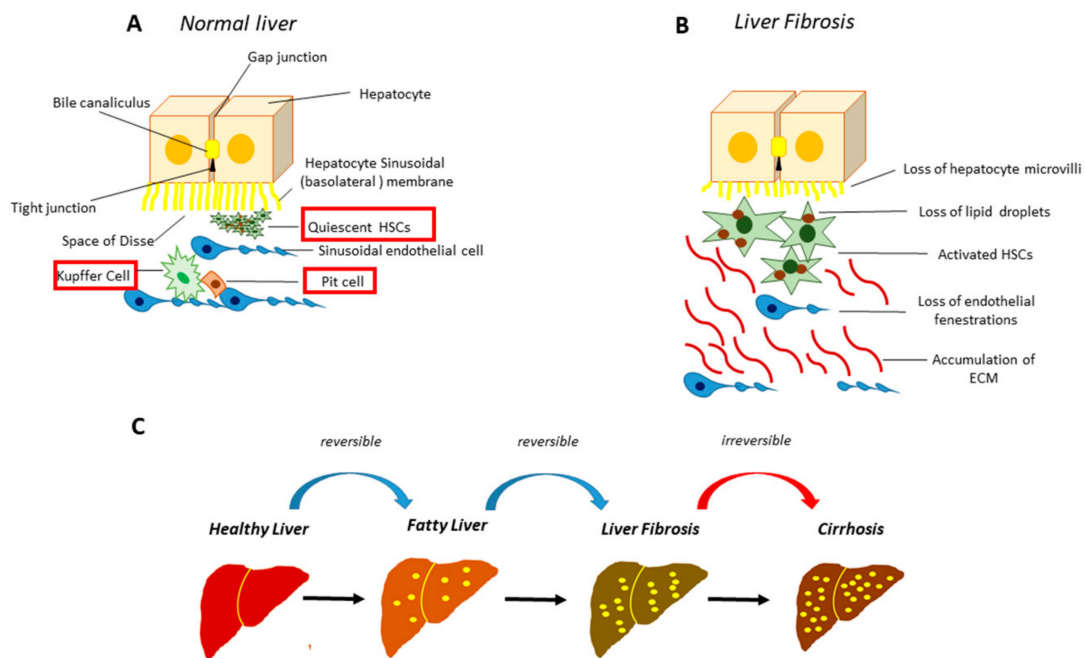 A
Normal liver
Gap junction
Bile canaliculus
Hepatocyte
Hepatocyte Sinusoidal
(basolateral ) membrane
Tight junction
Quiescent HSCs
Space of Disse
Sinusoidal endothelial cell
Kupffer Cell
Pit cell
B
Liver Fibrosis
Loss of hepatocyte microvilli
Loss of lipid droplets
Activated HSCs
Loss of endothelial
fenestrations
Accumulation of
ECM
C
reversible
reversible
irreversible
Healthy Liver
Fatty Liver
Liver Fibrosis
Cirrhosis